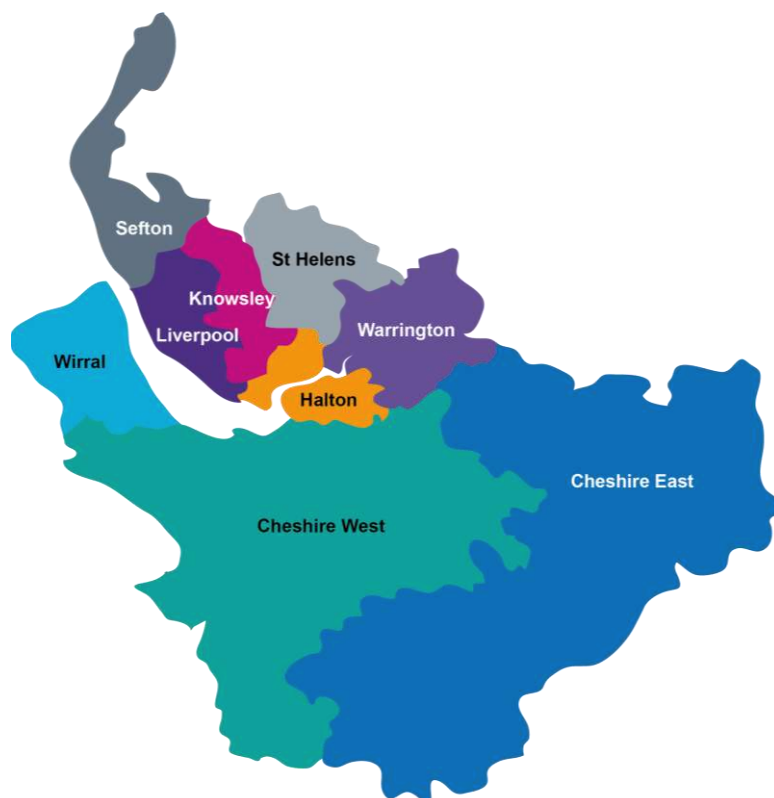 Sefton
St Helens
Knowsley
Liverpool
Warrington
Wirral
Halton
Cheshire East
Cheshire West